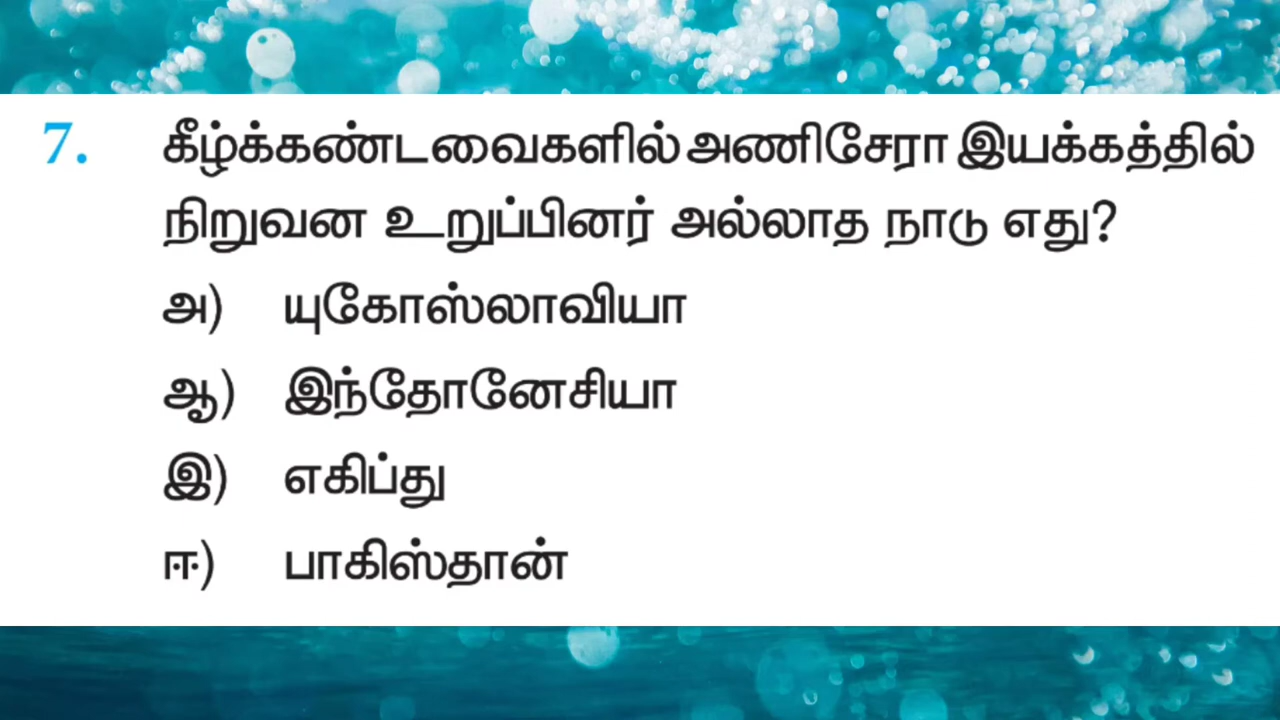 7. கீழ்க்கண்டவைகளில் அணிசேரா இயக்கத்தில்
நிறுவன உறுப்பினர் அல்லாத நாடு எது?
அ) யுகோஸ்லாவியா
ஆ) இந்தோனேசியா
இ) எகிப்து
ஈ) பாகிஸ்தான்